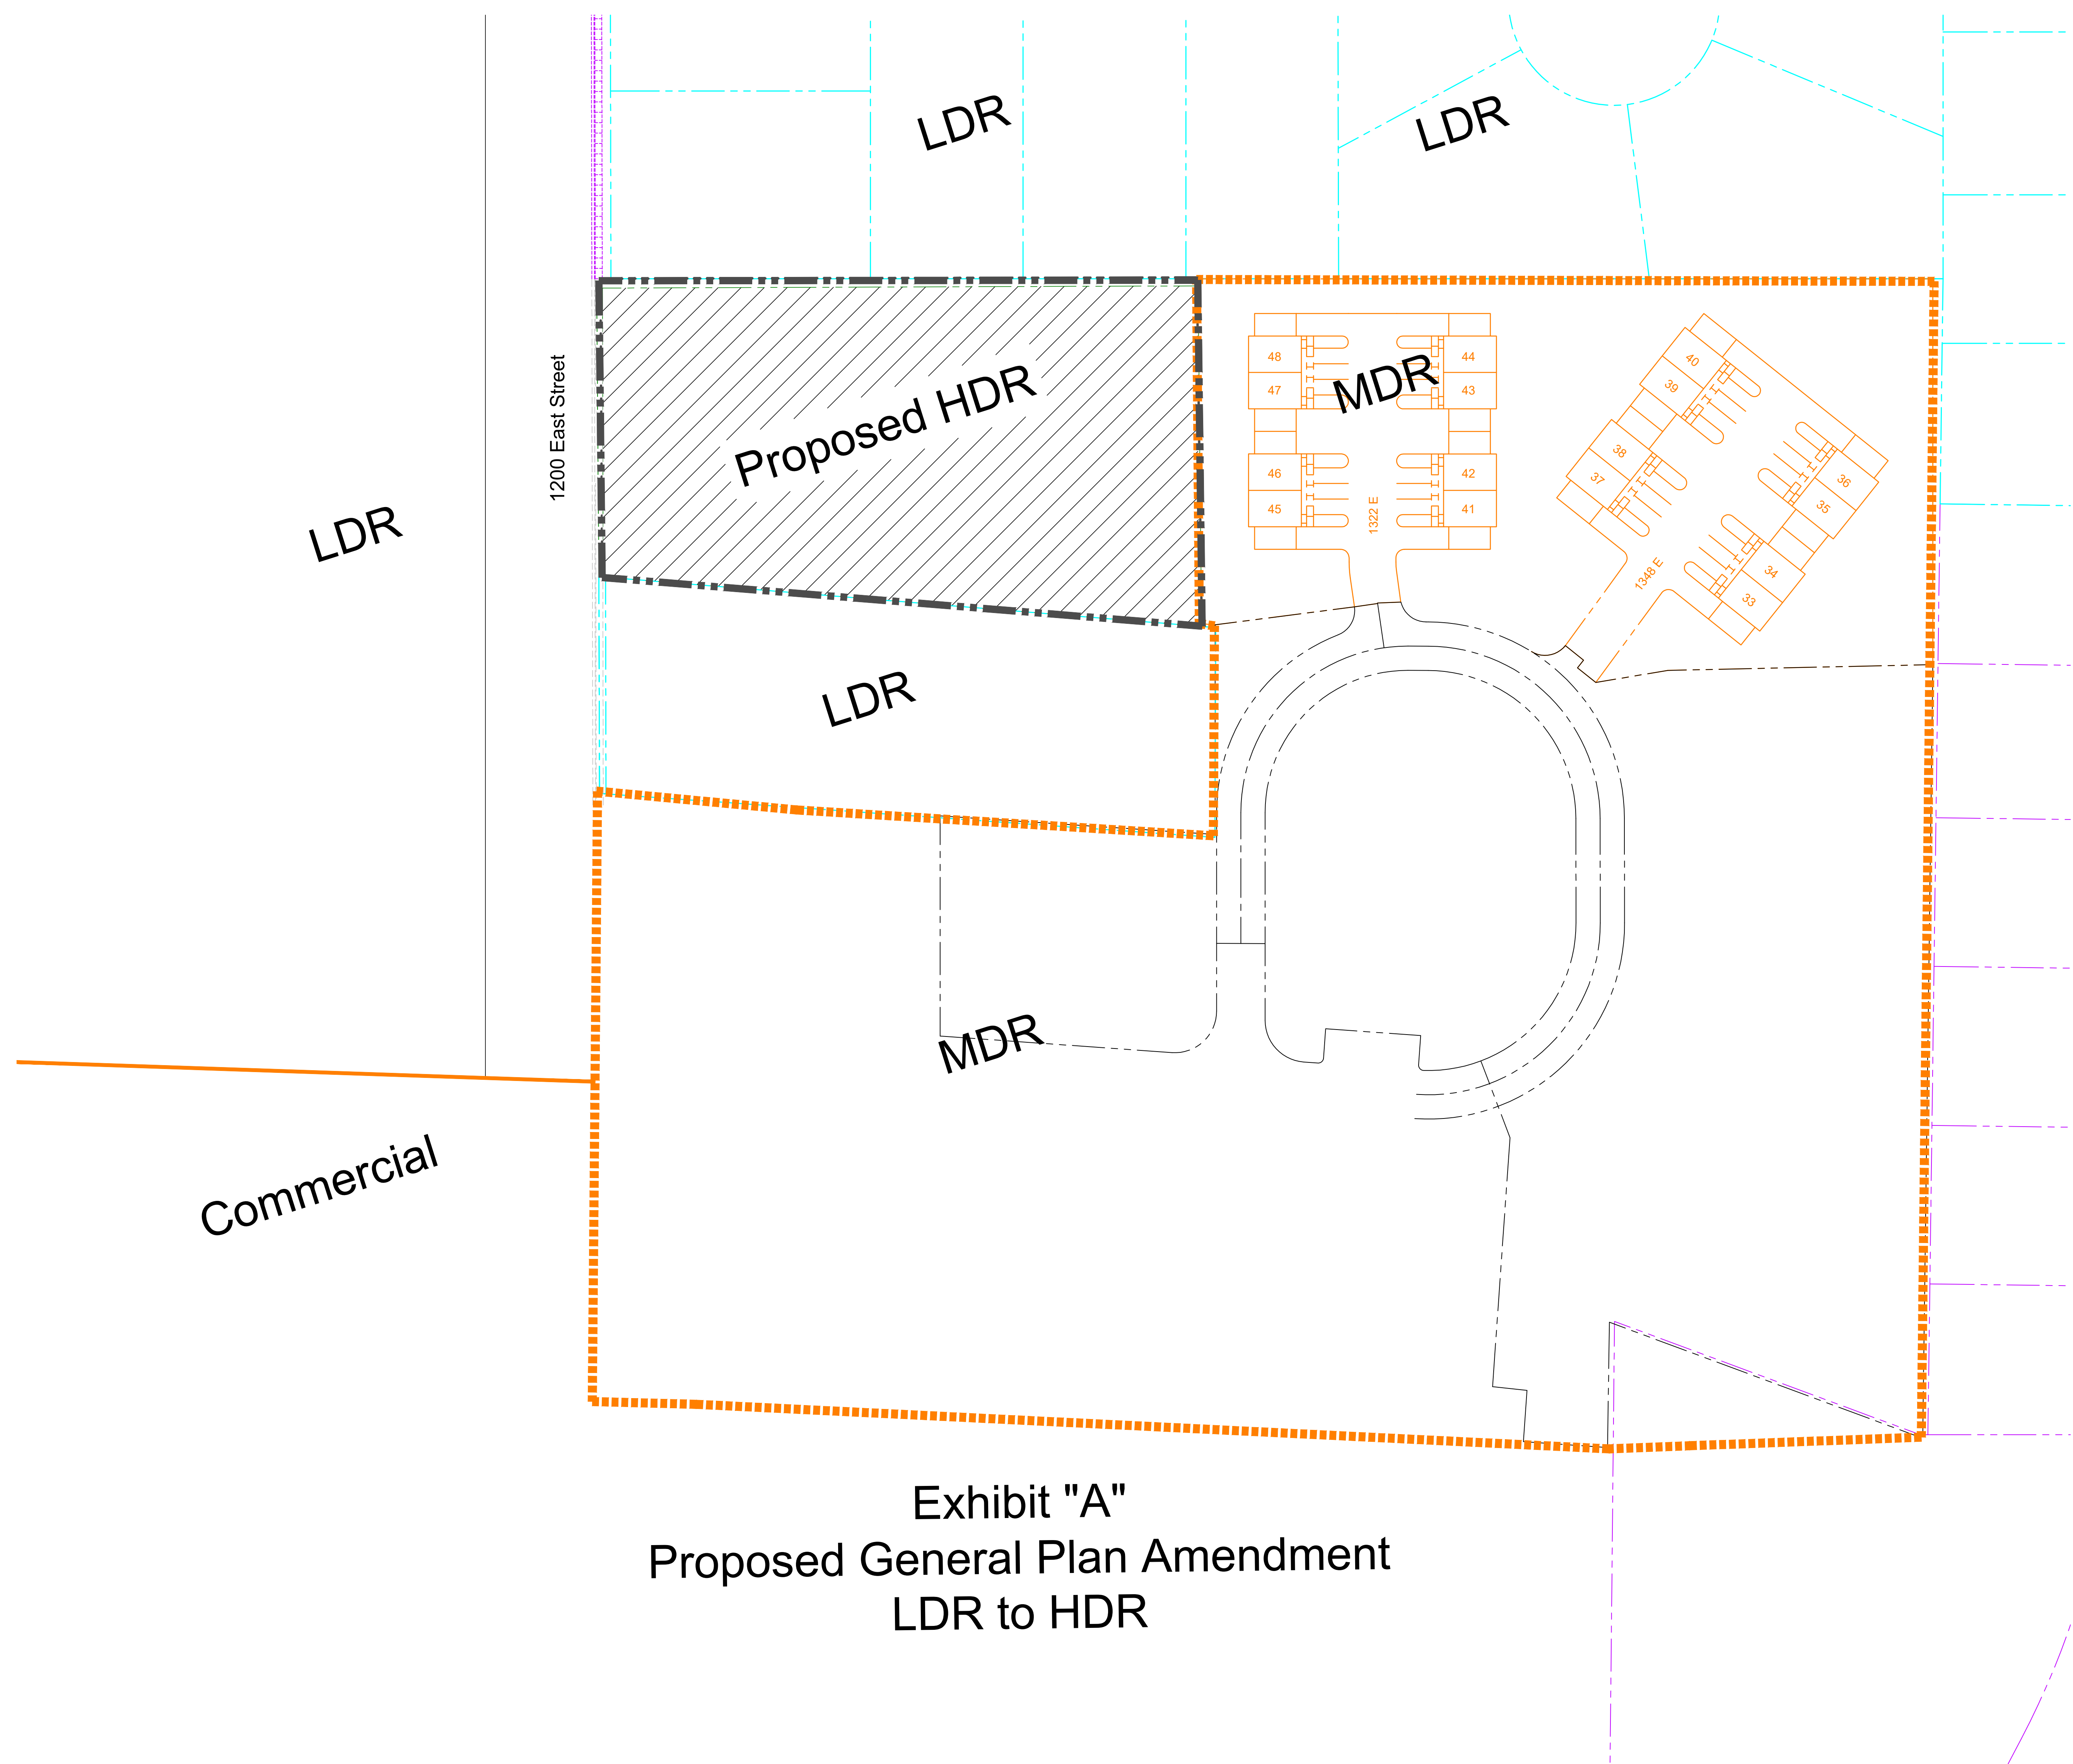 LDR
LDR
1200 East Street
Proposed HDR
MDR
48
47
44
43
46
45
42
41
1322 E
40
39
38
37
36
35
34
33
1348 E
LDR
LDR
MDR
Commercial
Exhibit "A"
Proposed General Plan Amendment
LDR to HDR